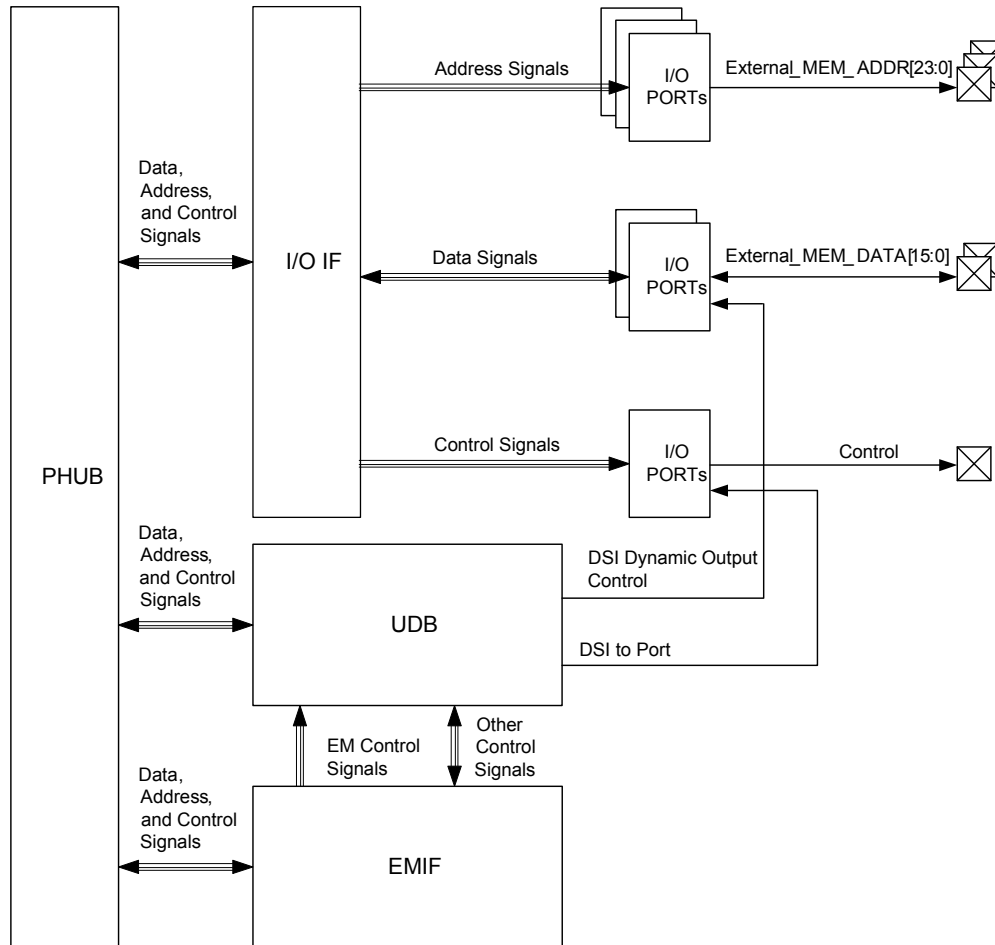 Address Signals
I/O
PORTs
External_MEM_ADDR[23:0]
Data,
Address,
and Control
Signals
I/O IF
Data Signals
I/O
PORTs
External_MEM_DATA[15:0]
PHUB
Control Signals
I/O
PORTs
Control
Data,
Address,
and Control
Signals
UDB
DSI Dynamic Output
Control
DSI to Port
EM Control
Signals
Other
Control
Signals
Data,
Address,
and Control
Signals
EMIF